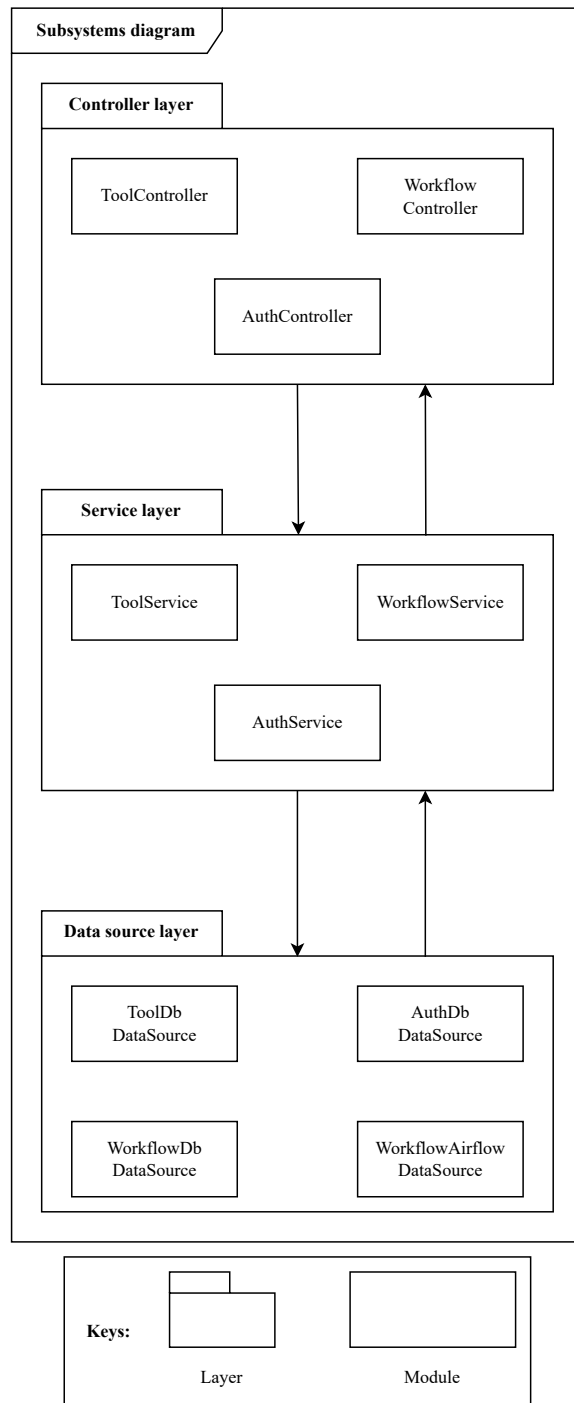 Subsystems diagram
Controller layer
ToolController
Workflow
Controller
AuthController
Service layer
ToolService
WorkflowService
AuthService
Data source layer
ToolDb
DataSource
AuthDb
DataSource
WorkflowDb
DataSource
WorkflowAirflow
DataSource
Keys:
Layer
Module